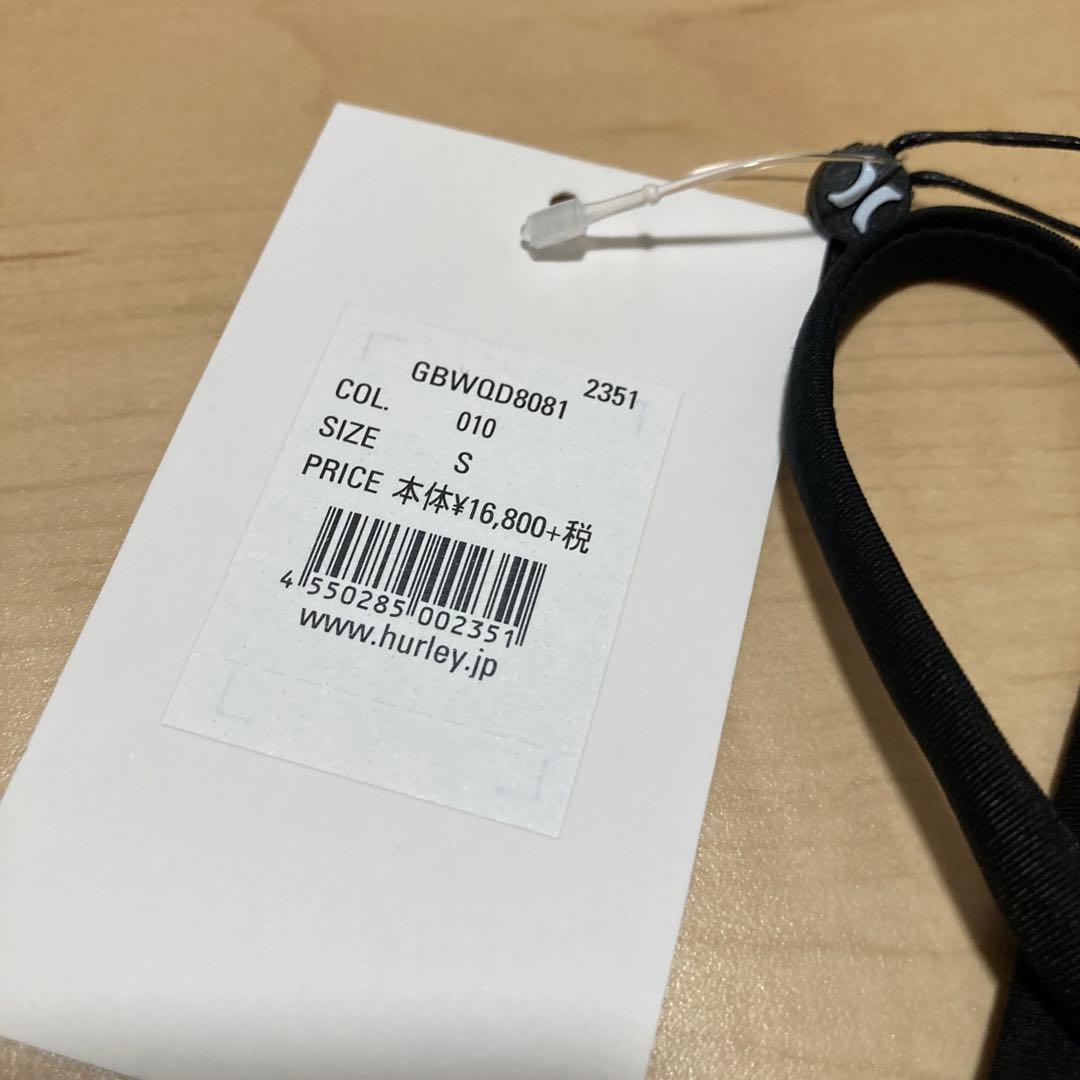 GBWQD8081 2351
COL. 010
SIZE S
PRICE 本体¥16,800+税
4 550285 002351
www.hurley.jp